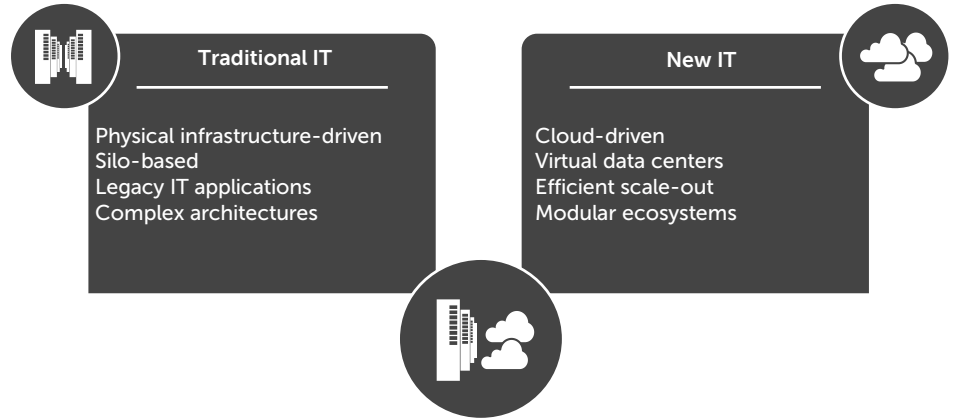 Traditional IT
Physical infrastructure-driven
Silo-based
Legacy IT applications
Complex architectures
New IT
Cloud-driven
Virtual data centers
Efficient scale-out
Modular ecosystems